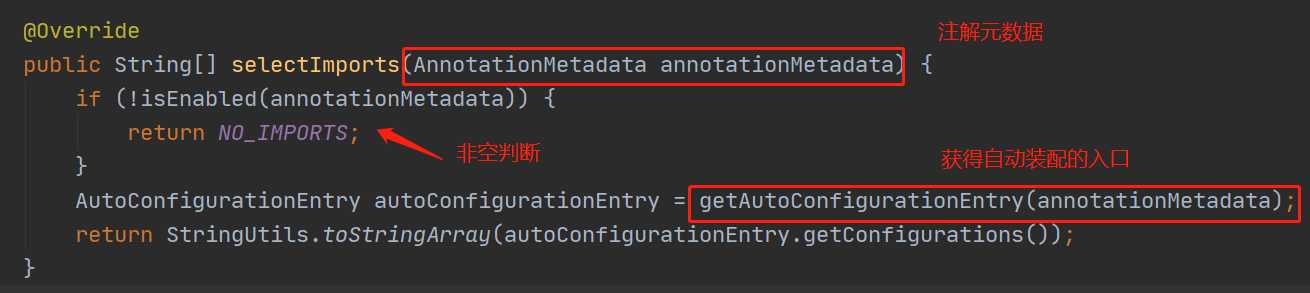 @Override
注解元数据
public String[] selectImports(AnnotationMetadata annotationMetadata) {
if (!isEnabled(annotationMetadata)) {
return NO_IMPORTS;
非空判断
}
获得自动装配的入口
AutoConfigurationEntry autoConfigurationEntry = getAutoConfigurationEntry(annotationMetadata);
return StringUtils.toStringArray(autoConfigurationEntry.getConfigurations());
}